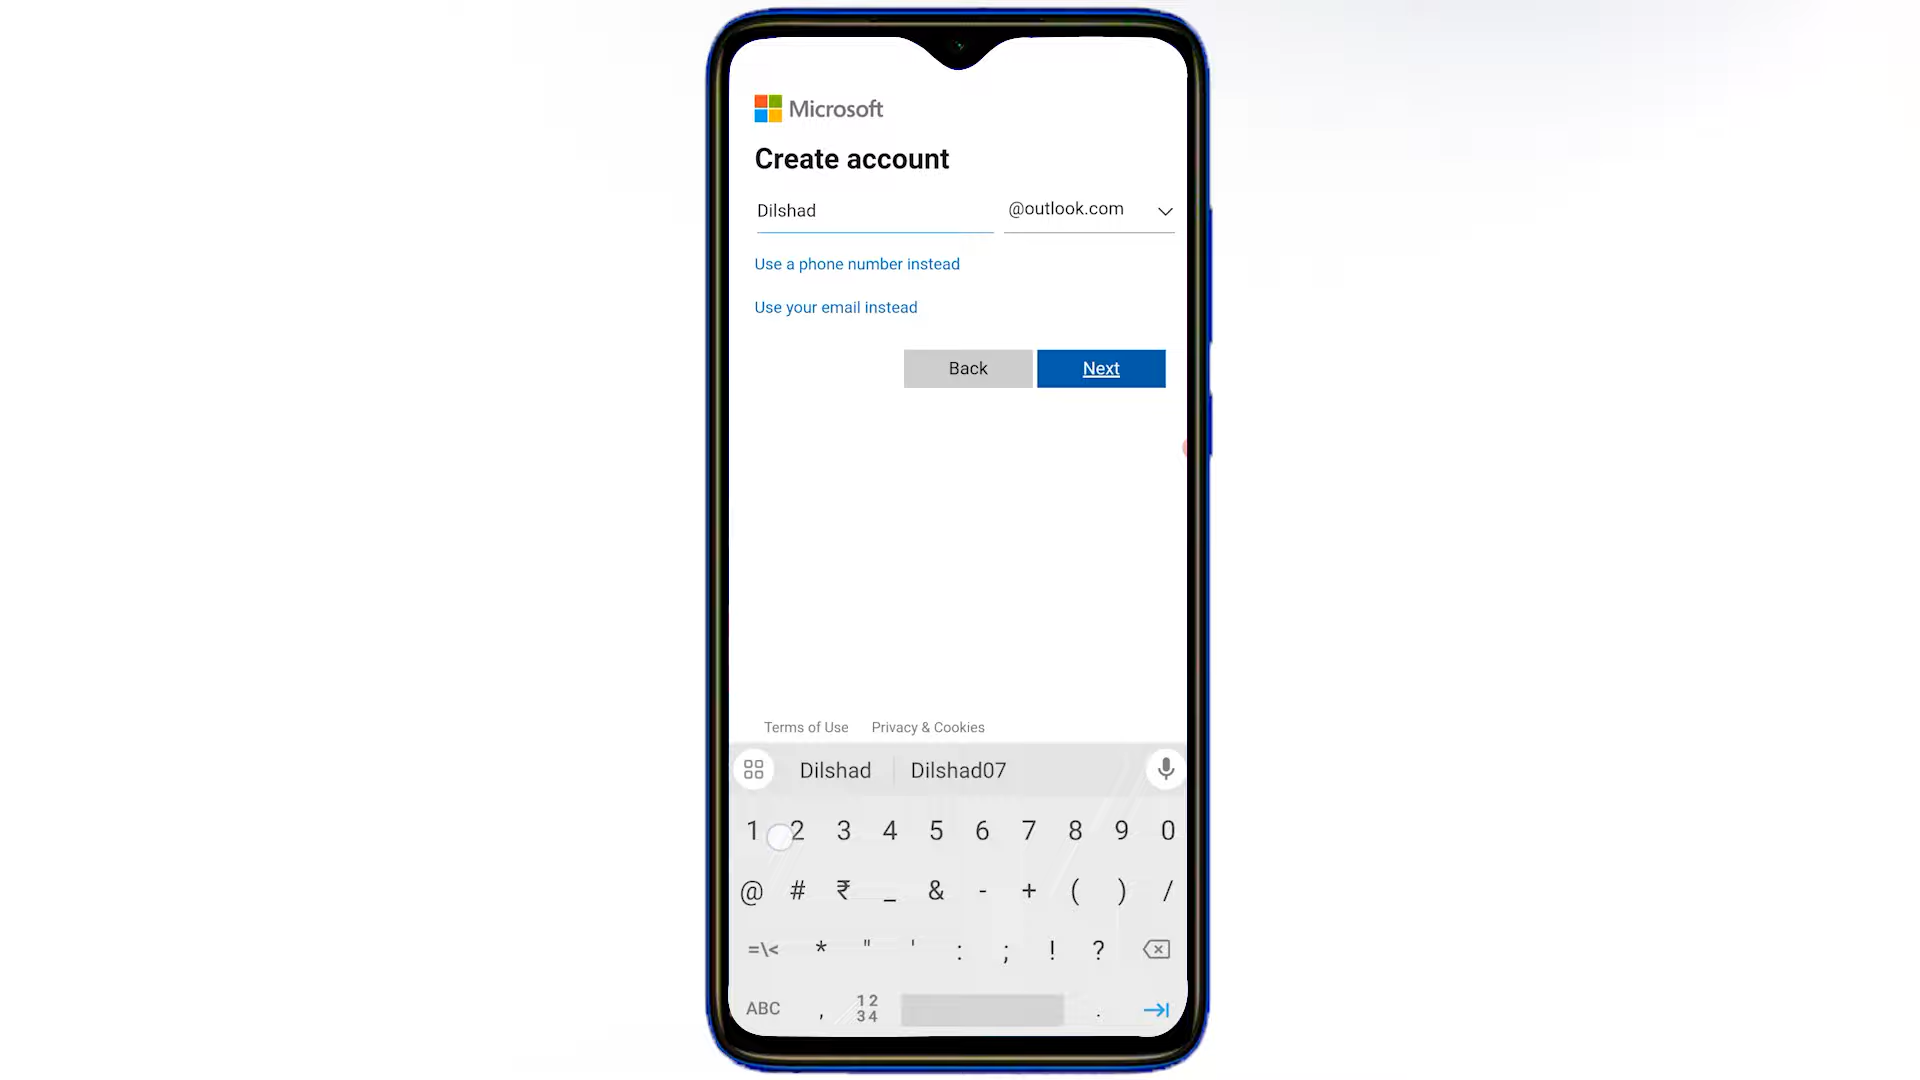 Microsoft
Create account
Dilshad @outlook.com
Use a phone number instead
Use your email instead
Back Next
Terms of Use Privacy & Cookies
Dilshad Dilshad07
1 2 3 4 5 6 7 8 9 0
@ # ₹ _ & - + ( ) /
=\< * " ' : ; ! ?
ABC , 12 34 .